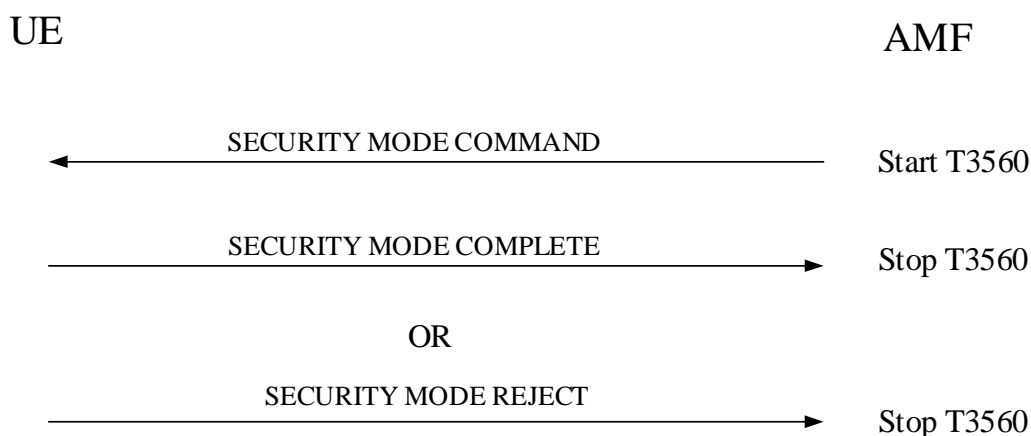 UE
AMF
SECURITY MODE COMMAND
Start T3560
SECURITY MODE COMPLETE
Stop T3560
OR
SECURITY MODE REJECT
Stop T3560